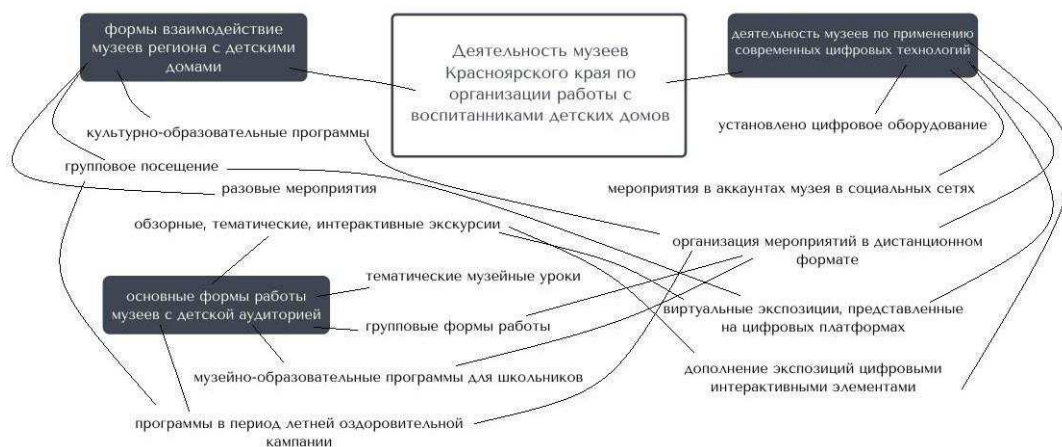 формы взаимодействие
музеев региона с детскими
домами
Деятельность музеев
Красноярского края по
организации работы с
воспитанниками детских домов
деятельность музеев по применению
современных цифровых технологий
культурно-образовательные программы
установлено цифровое оборудование
групповое посещение
разовые мероприятия
мероприятия в аккаунтах музея в социальных сетях
обзорные, тематические, интерактивные экскурсии
организация мероприятий в дистанционном
формате
тематические музейные уроки
основные формы работы
музеев с детской аудиторией
групповые формы работы
виртуальные экспозиции, представленные
на цифровых платформах
музейно-образовательные программы для школьников
дополнение экспозиций цифровыми
интерактивными элементами
программы в период летней оздоровительной
кампании